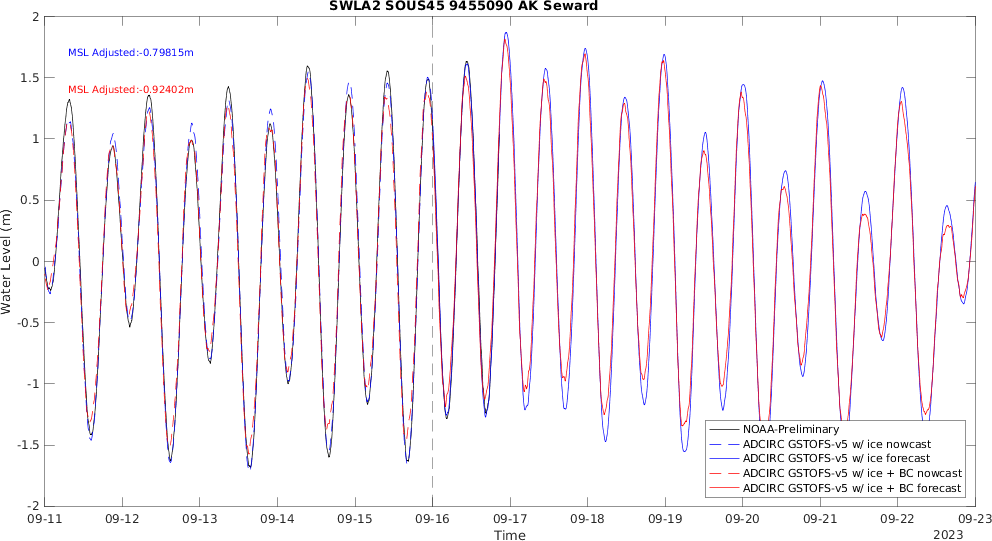 SWLA2 SOUS45 9455090 AK Seward
MSL Adjusted:-0.79815m
MSL Adjusted:-0.92402m
Water Level (m)
2
1.5
1
0.5
0
-0.5
-1
-1.5
-2
NOAA-Preliminary
ADCIRC GSTOFS-v5 w/ ice nowcast
ADCIRC GSTOFS-v5 w/ ice forecast
ADCIRC GSTOFS-v5 w/ ice + BC nowcast
ADCIRC GSTOFS-v5 w/ ice + BC forecast
09-11 09-12 09-13 09-14 09-15 09-16 09-17 09-18 09-19 09-20 09-21 09-22 09-23
Time
2023